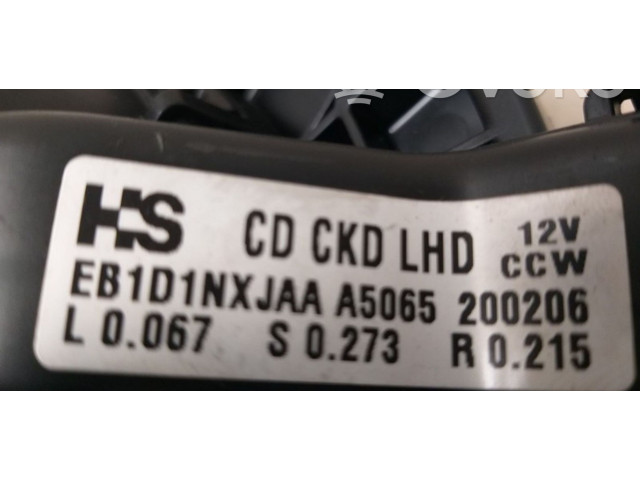 HS CD CKD LHD 12V CCW
EB1D1NXJAA A5065 200206
L 0.067 S 0.273 R 0.215